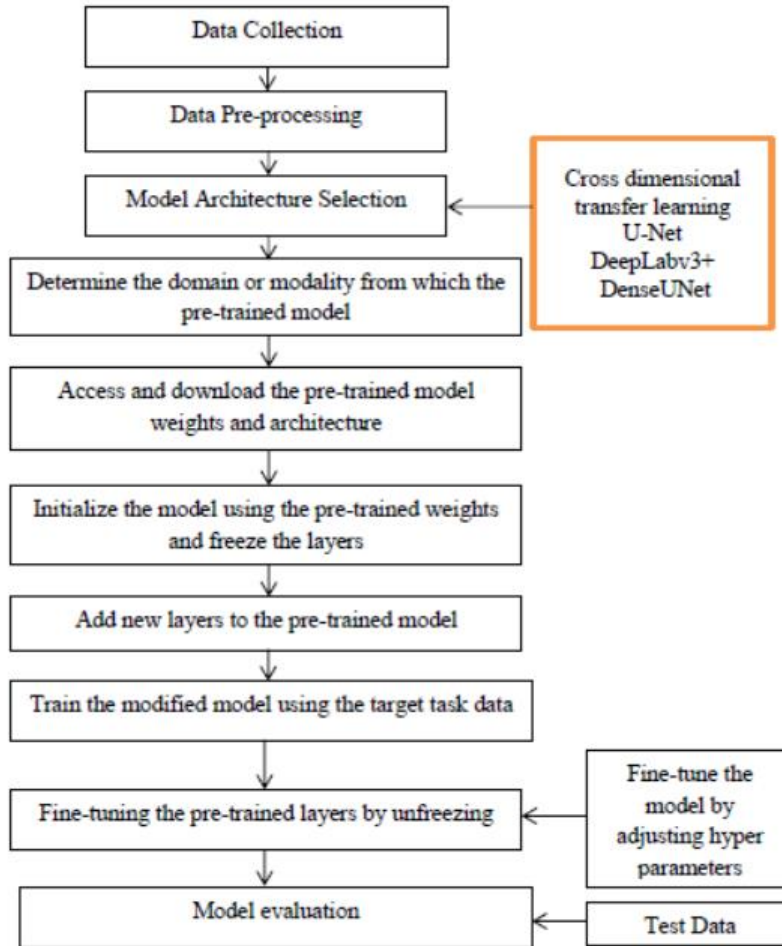 Data Collection
Data Pre-processing
Model Architecture Selection
Cross dimensional
transfer learning
U-Net
DeepLabv3+
DenseUNet
Determine the domain or modality from which the
pre-trained model
Access and download the pre-trained model
weights and architecture
Initialize the model using the pre-trained weights
and freeze the layers
Add new layers to the pre-trained model
Train the modified model using the target task data
Fine-tuning the pre-trained layers by unfreezing
Fine-tune the
model by
adjusting hyper
parameters
Model evaluation
Test Data